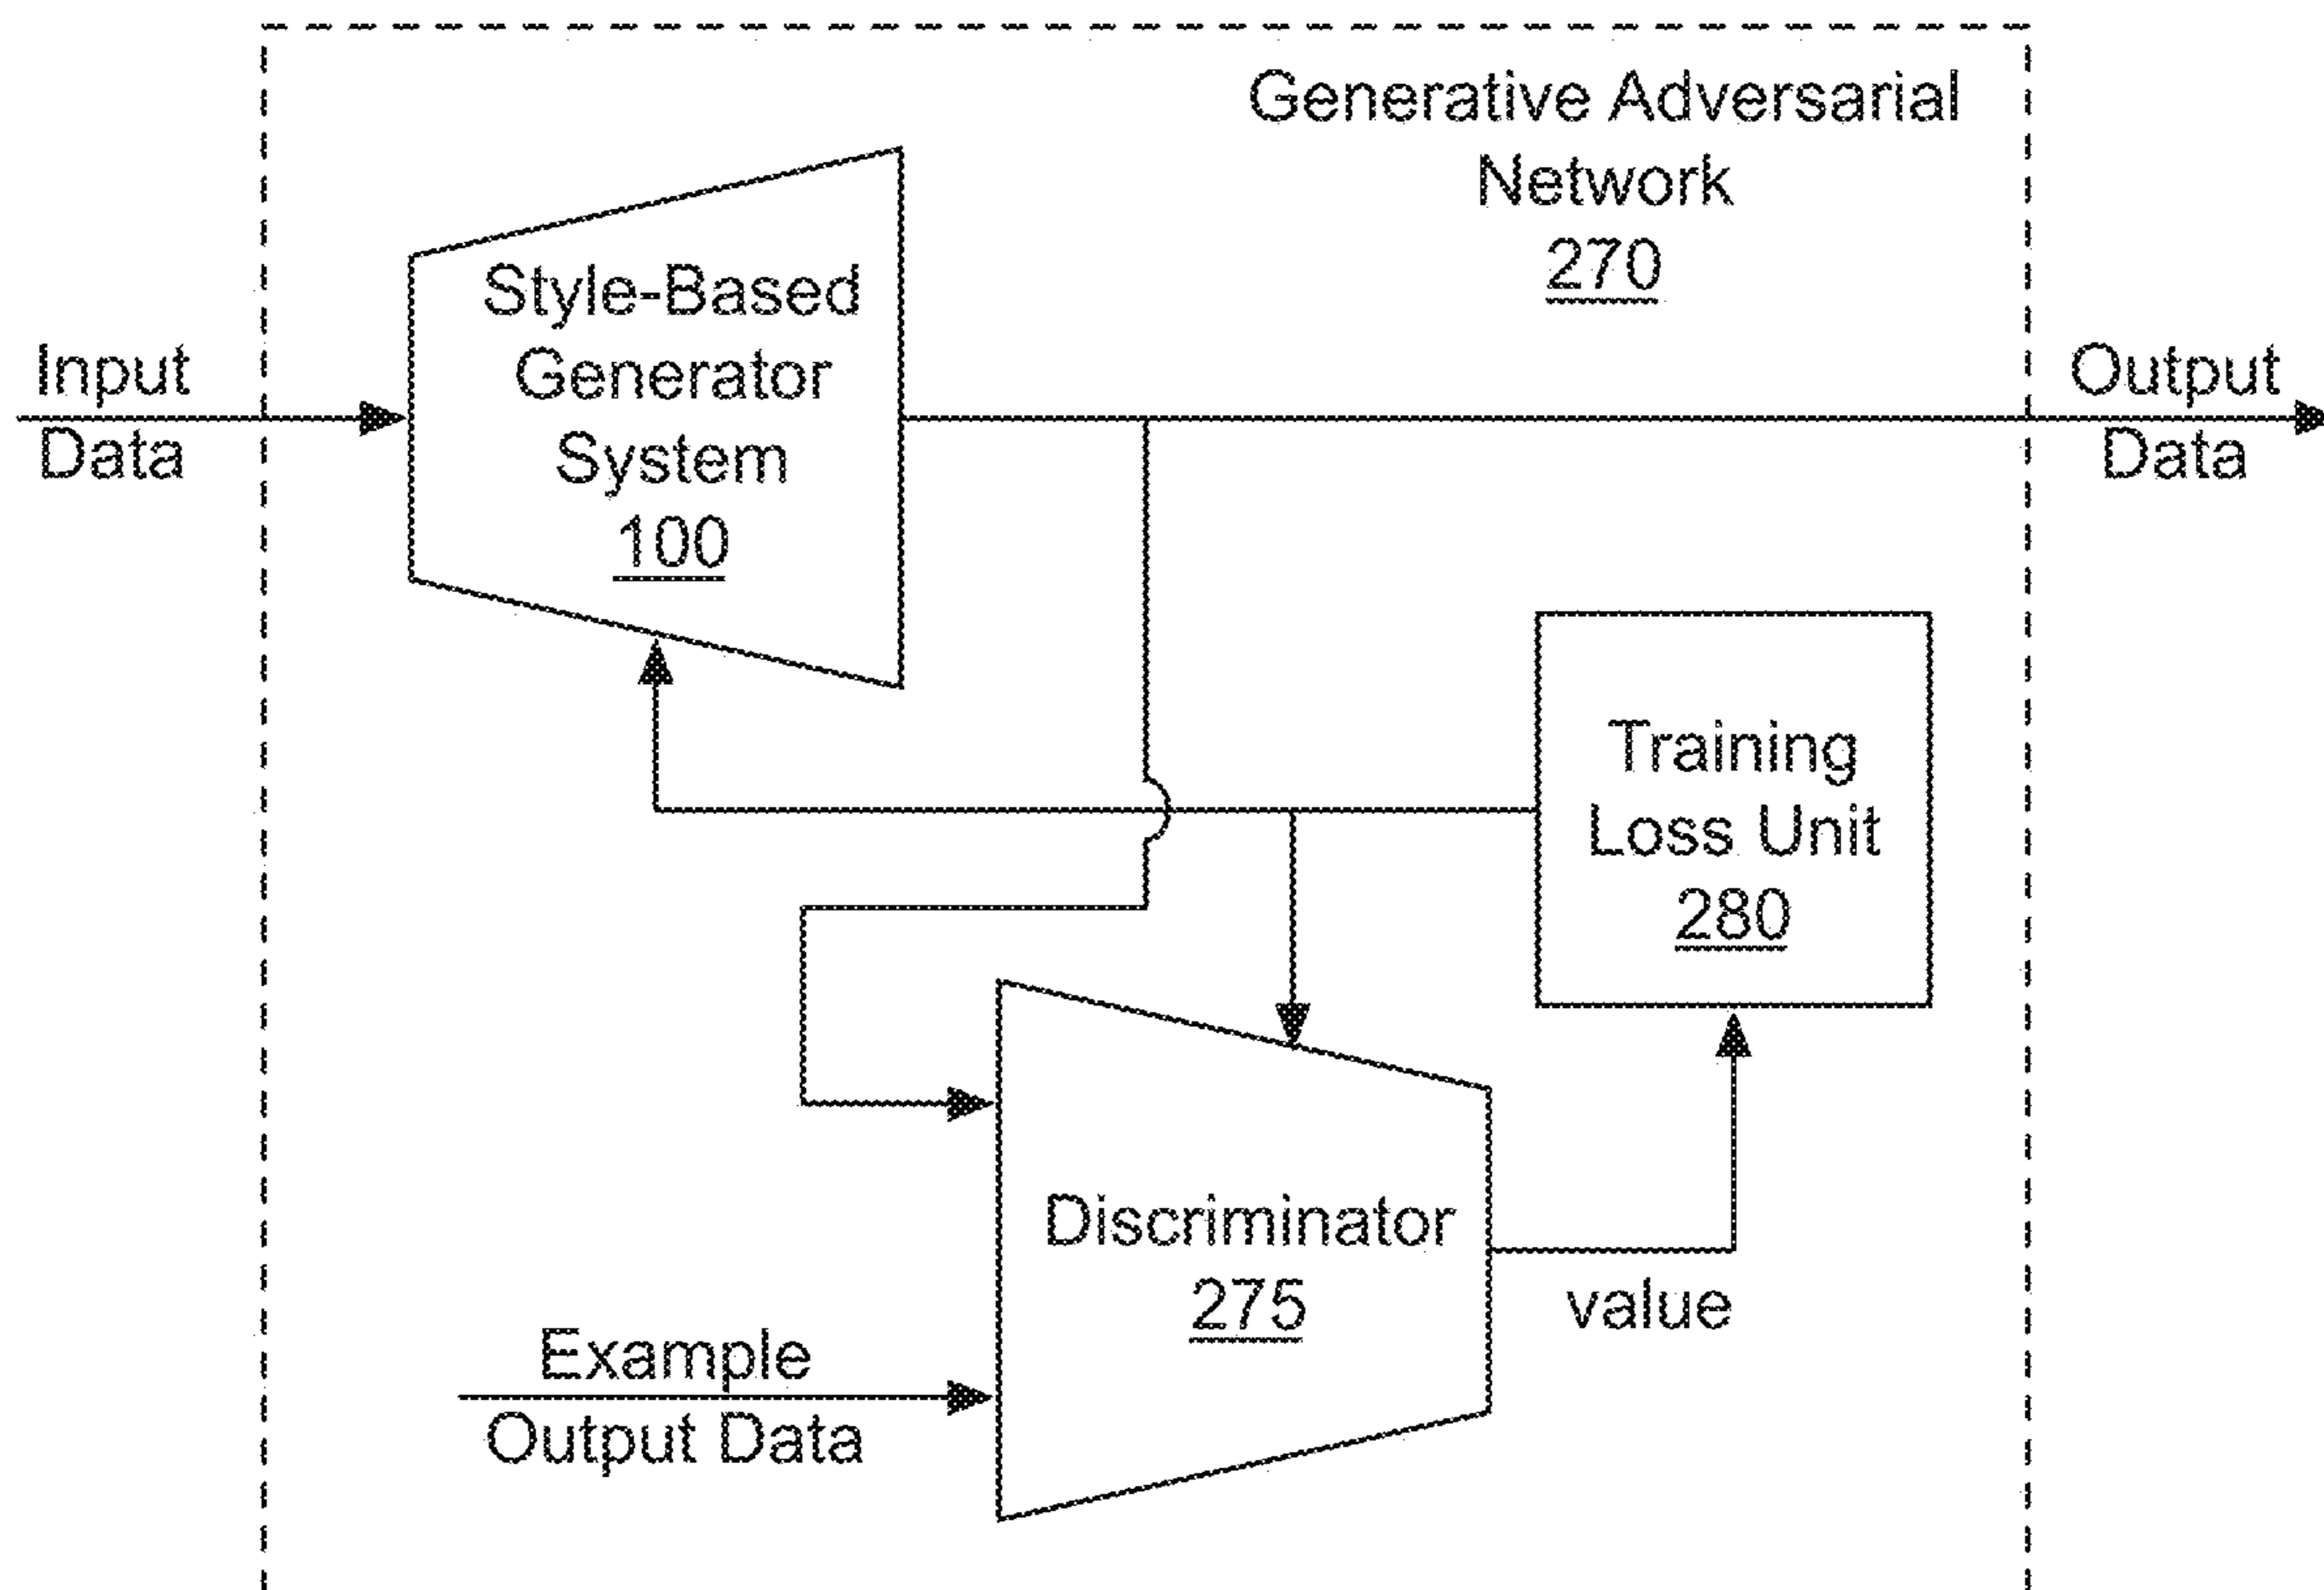 Generative Adversarial
Network
270
Style-Based
Generator
System
100
Input
Data
Output
Data
Training
Loss Unit
280
Discriminator
275
value
Example
Output Data